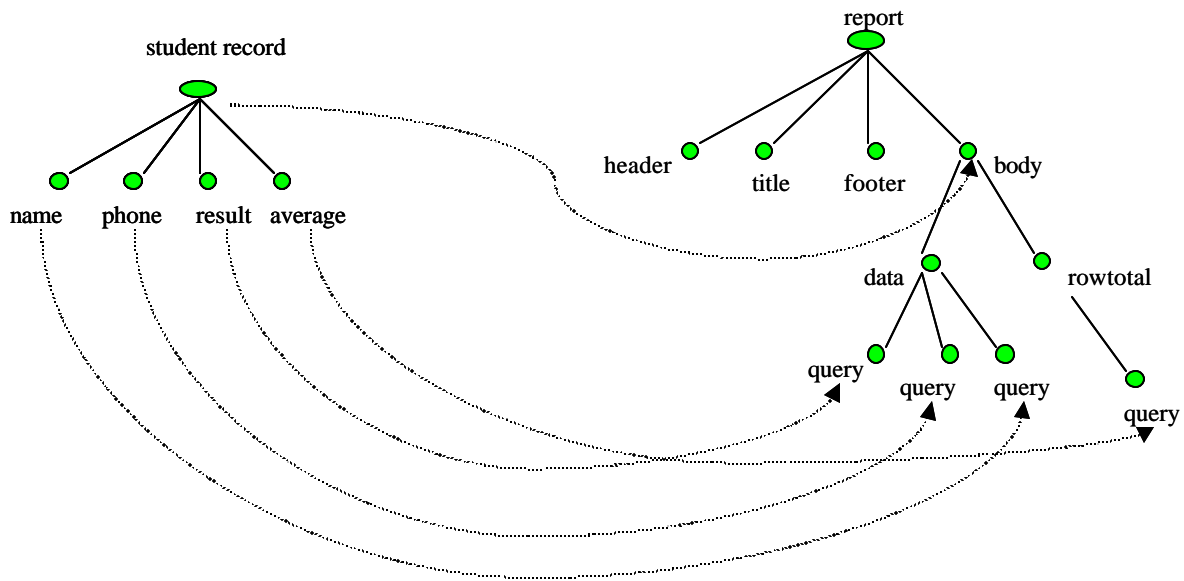 student record
name
phone
result
average
report
header
title
footer
body
data
rowtotal
query
query
query
query